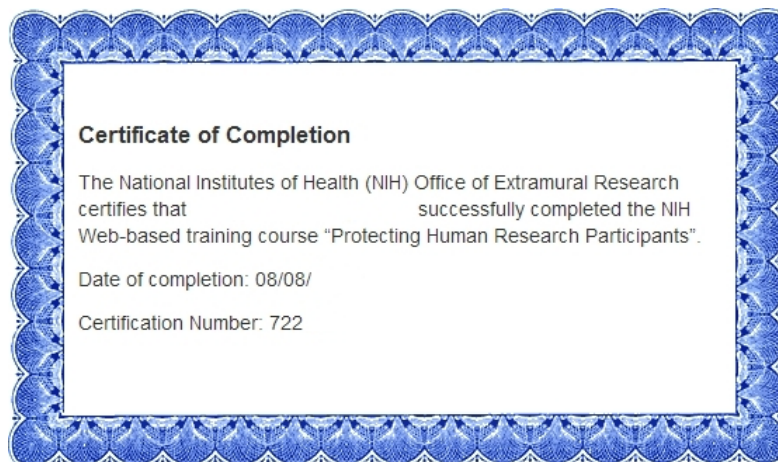 Certificate of Completion
The National Institutes of Health (NIH) Office of Extramural Research
certifies that successfully completed the NIH
Web-based training course “Protecting Human Research Participants”.
Date of completion: 08/08/
Certification Number: 722